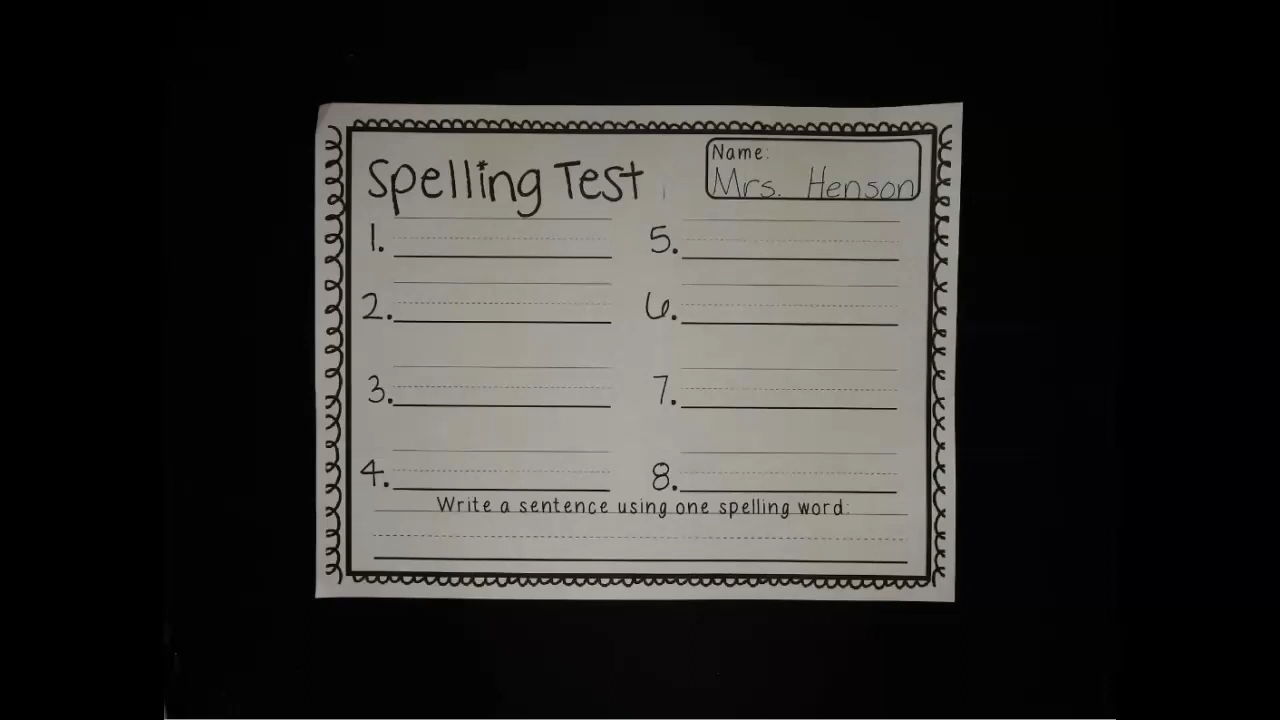 Spelling Test
Name:
Mrs. Henson
1.
2.
3.
4.
5.
6.
7.
8.
Write a sentence using one spelling word: